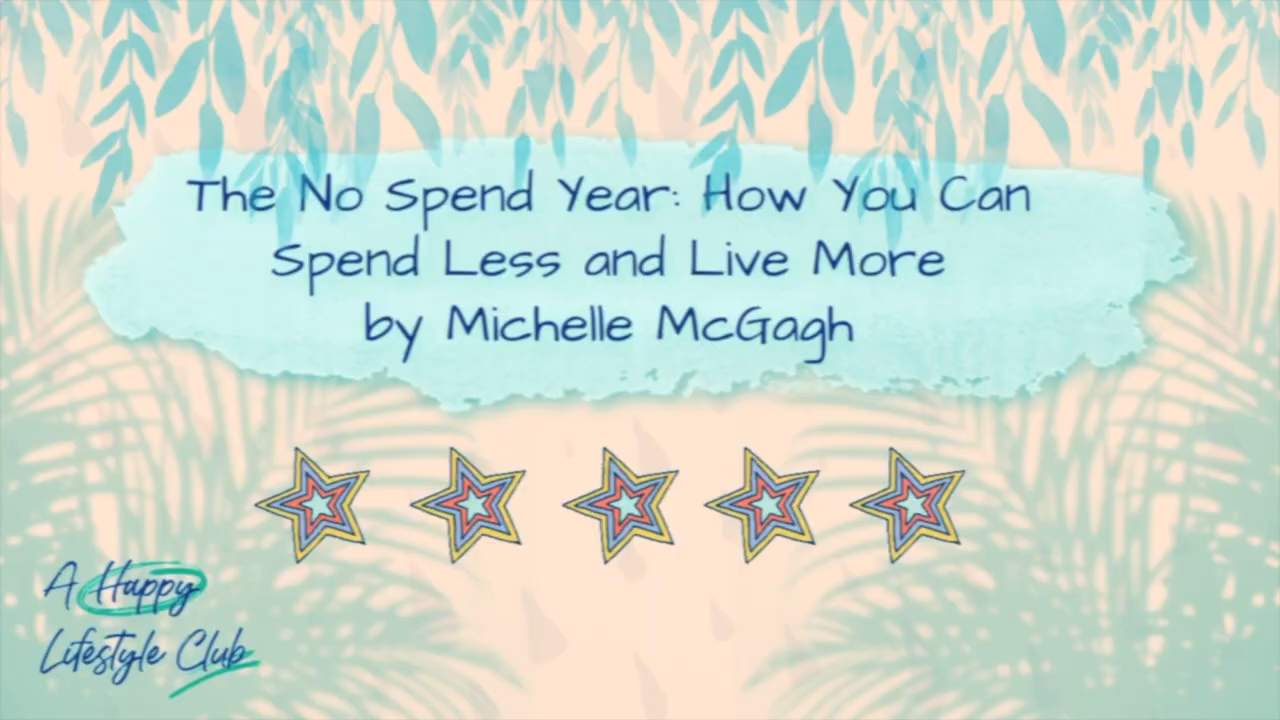 The No Spend Year: How You Can
Spend Less and Live More
by Michelle McGagh
A Happy
Lifestyle Club